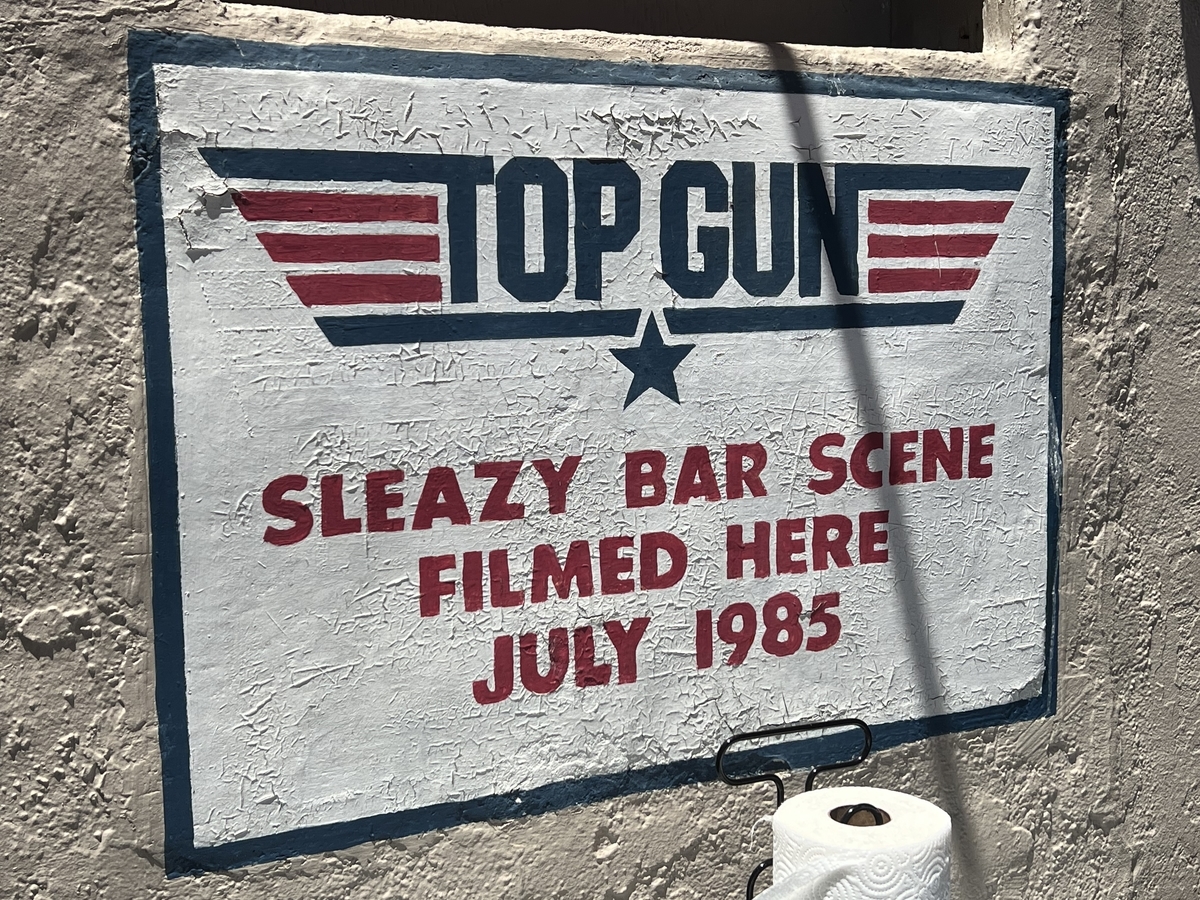 TOP GUN
SLEAZY BAR SCENE
FILMED HERE
JULY 1985